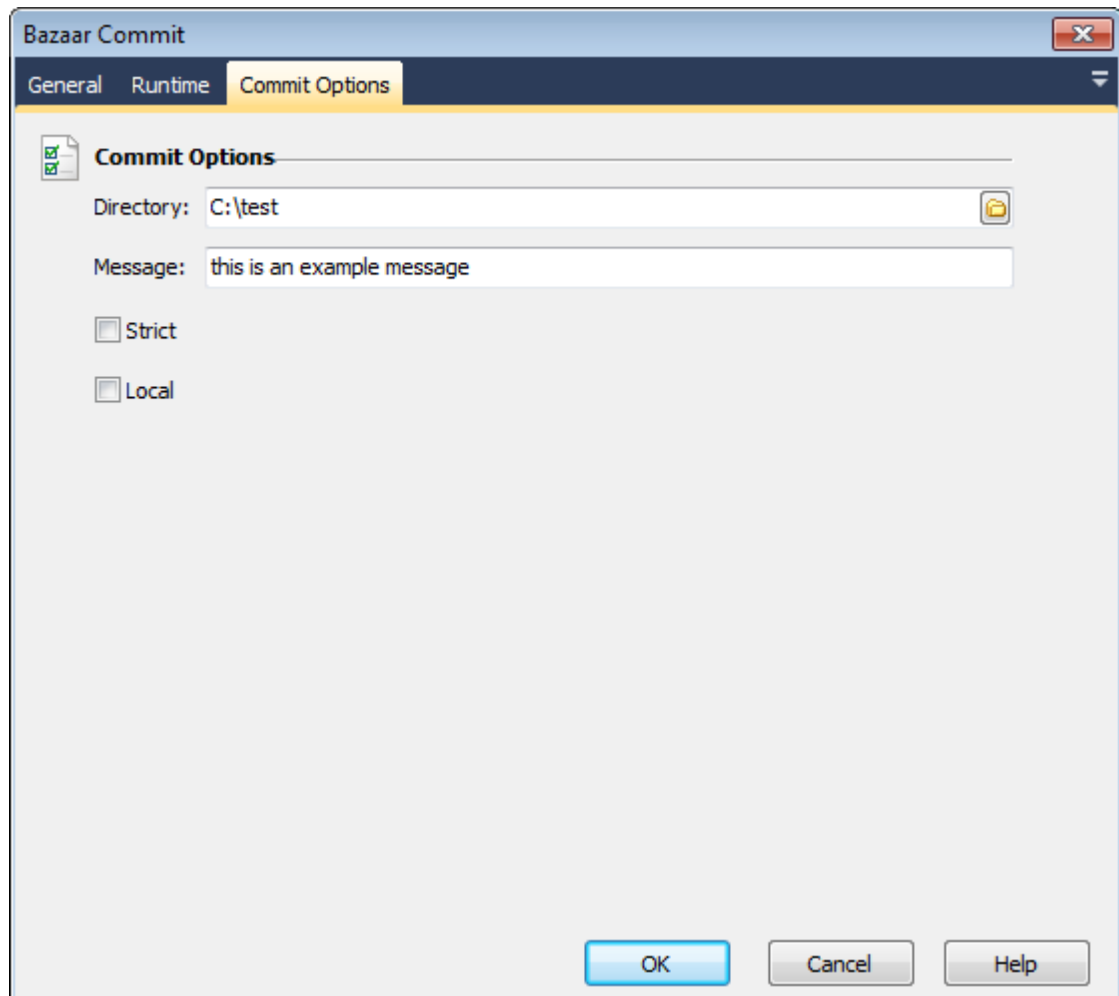 Bazaar Commit
General Runtime Commit Options
Commit Options
Directory: C:\test
Message: this is an example message
Strict
Local
OK Cancel Help